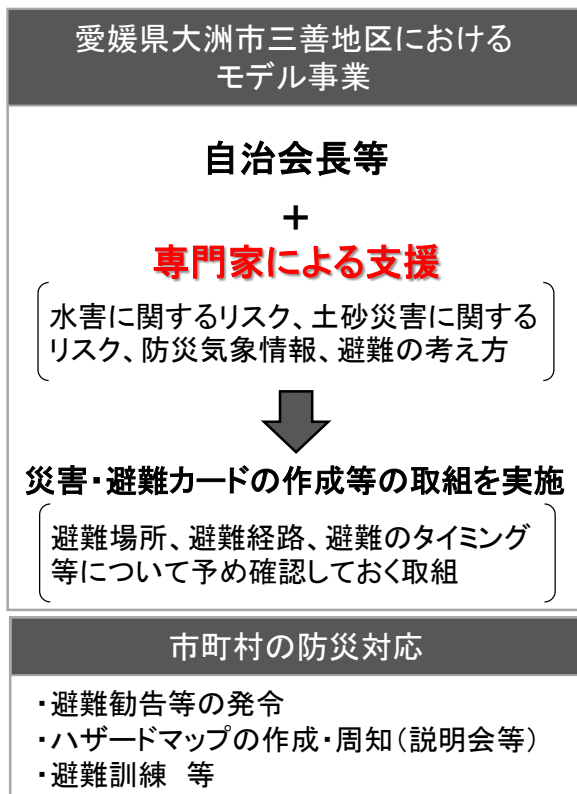 愛媛県大洲市三善地区における
モデル事業
自治会長等
＋
専門家による支援
水害に関するリスク、土砂災害に関する
リスク、防災気象情報、避難の考え方
災害・避難カードの作成等の取組を実施
避難場所、避難経路、避難のタイミング
等について予め確認しておく取組
市町村の防災対応
・避難勧告等の発令
・ハザードマップの作成・周知(説明会等)
・避難訓練　等